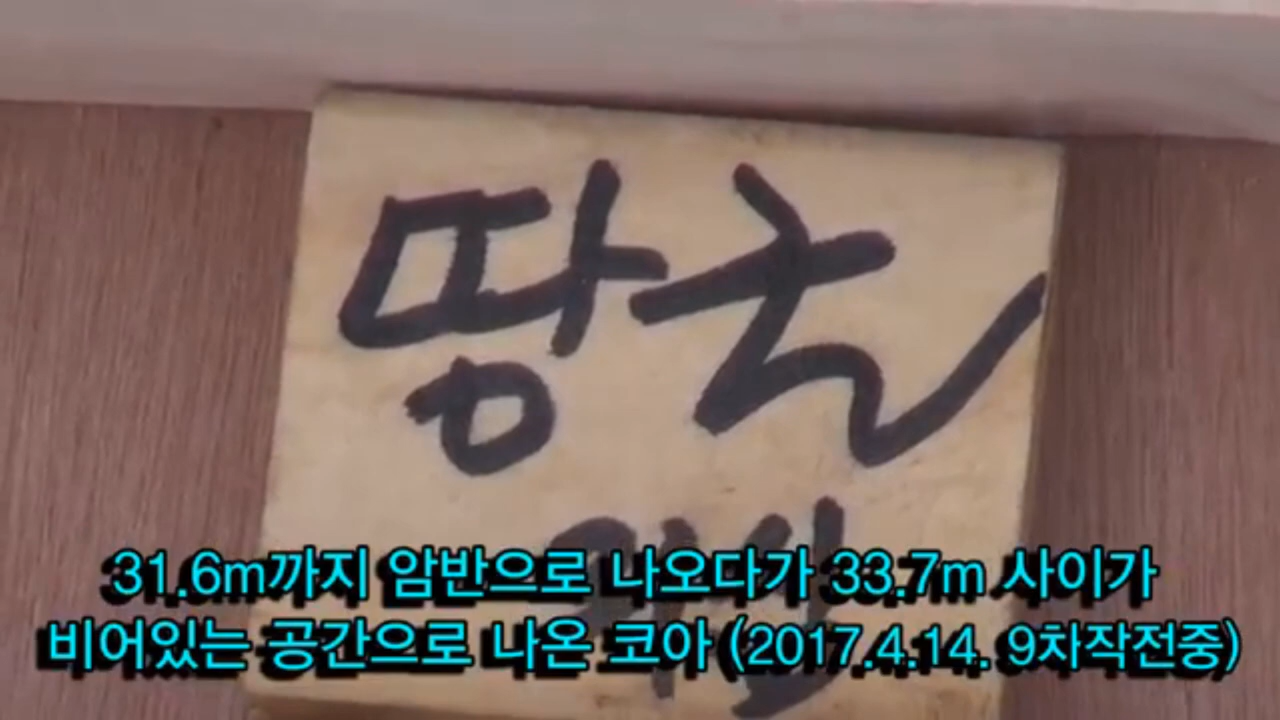 땅굴
31.6m까지 암반으로 나오다가 33.7m 사이가
비어있는 공간으로 나온 코아 (2017.4.14. 9차작전중)